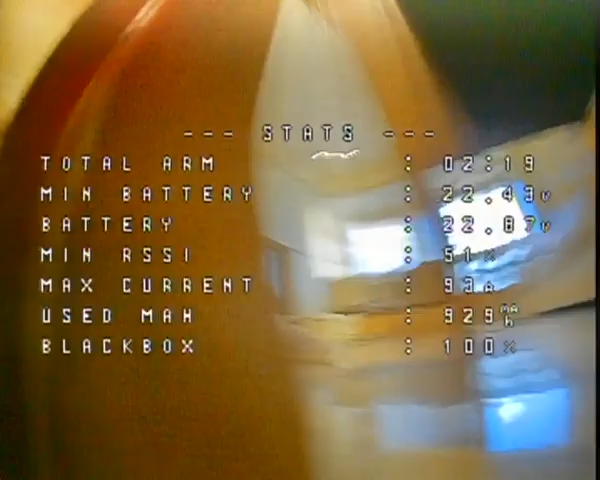 --- STATS ---
TOTAL ARM : 02:19
MIN BATTERY : 22.43V
BATTERY : 22.87V
MIN RSSI : 51%
MAX CURRENT : 93A
USED MAH : 929MAH
BLACKBOX : 100%